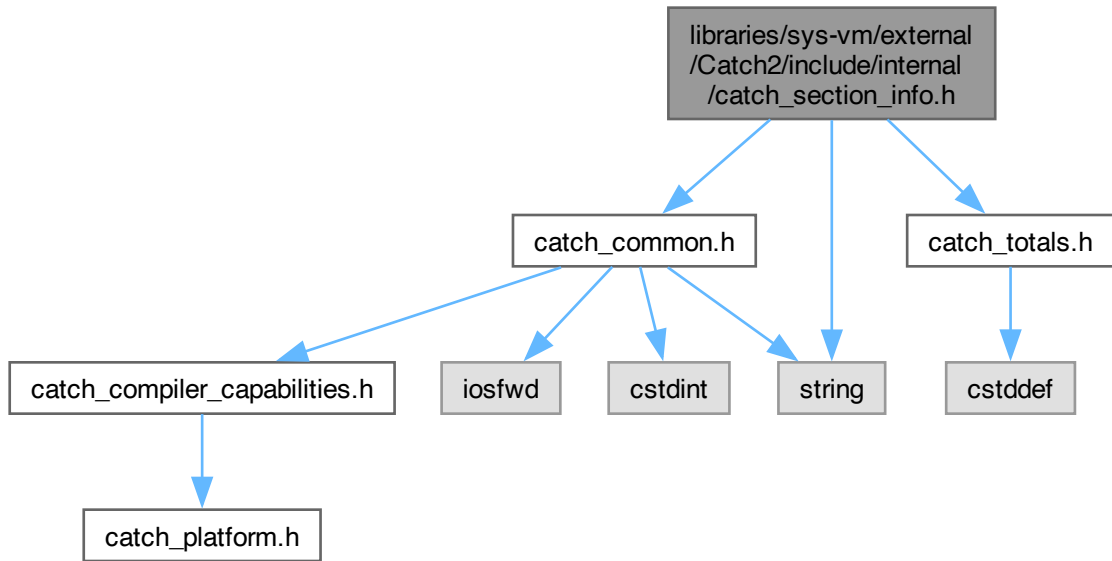 libraries/sys-vm/external
/Catch2/include/internal
/catch_section_info.h
catch_common.h
catch_totals.h
catch_compiler_capabilities.h
iosfwd
cstdint
string
cstddef
catch_platform.h